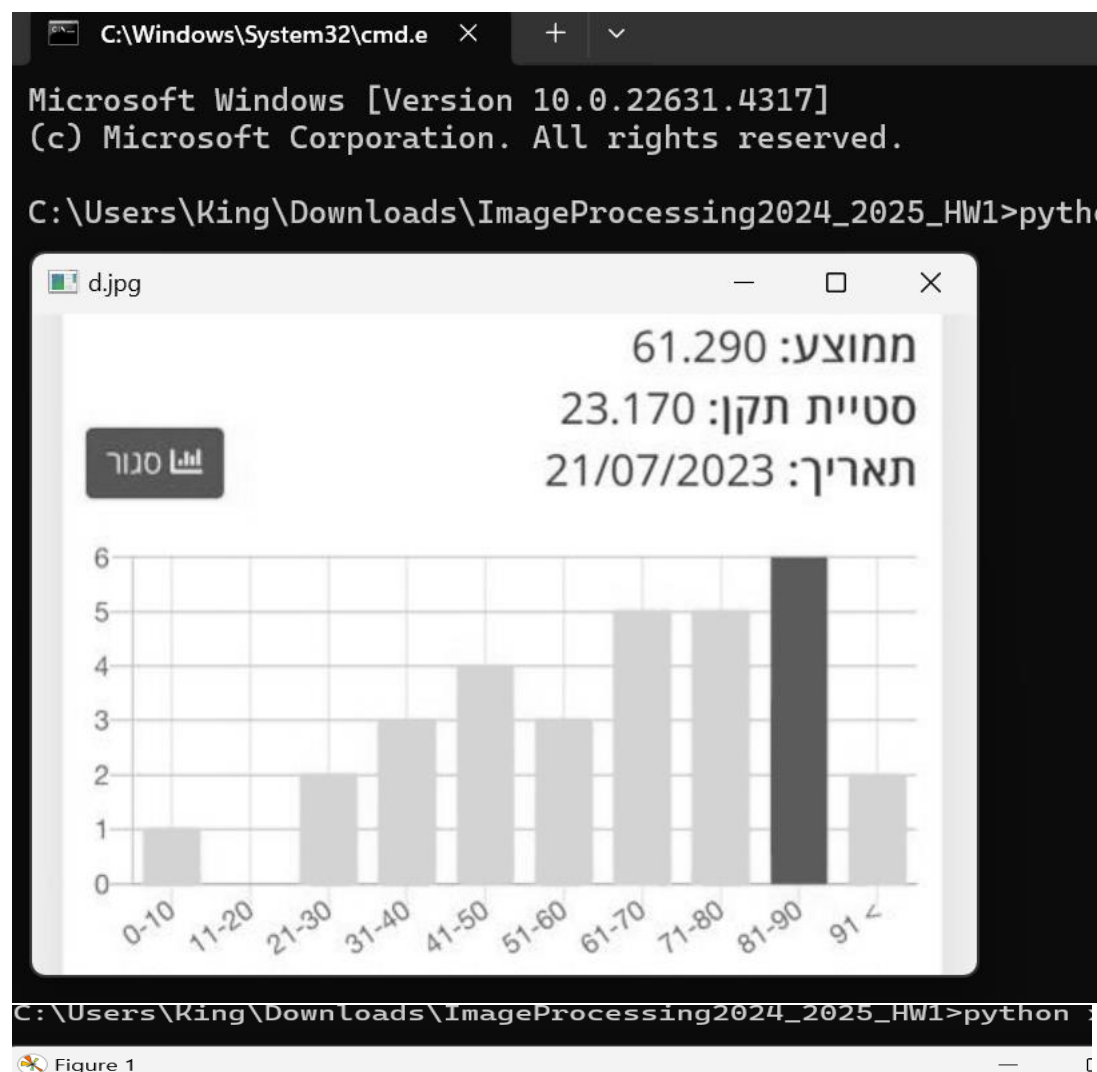 C:\Windows\System32\cmd.e
Microsoft Windows [Version 10.0.22631.4317]
(c) Microsoft Corporation. All rights reserved.
C:\Users\King\Downloads\ImageProcessing2024_2025_HW1>pytho
d.jpg
ממוצע: 61.290
סטיית תקן: 23.170
תאריך: 21/07/2023
סגור
6
5
4
3
2
1
0
0-10 11-20 21-30 31-40 41-50 51-60 61-70 71-80 81-90 91 <
C:\Users\King\Downloads\ImageProcessing2024_2025_HW1>python
Figure 1